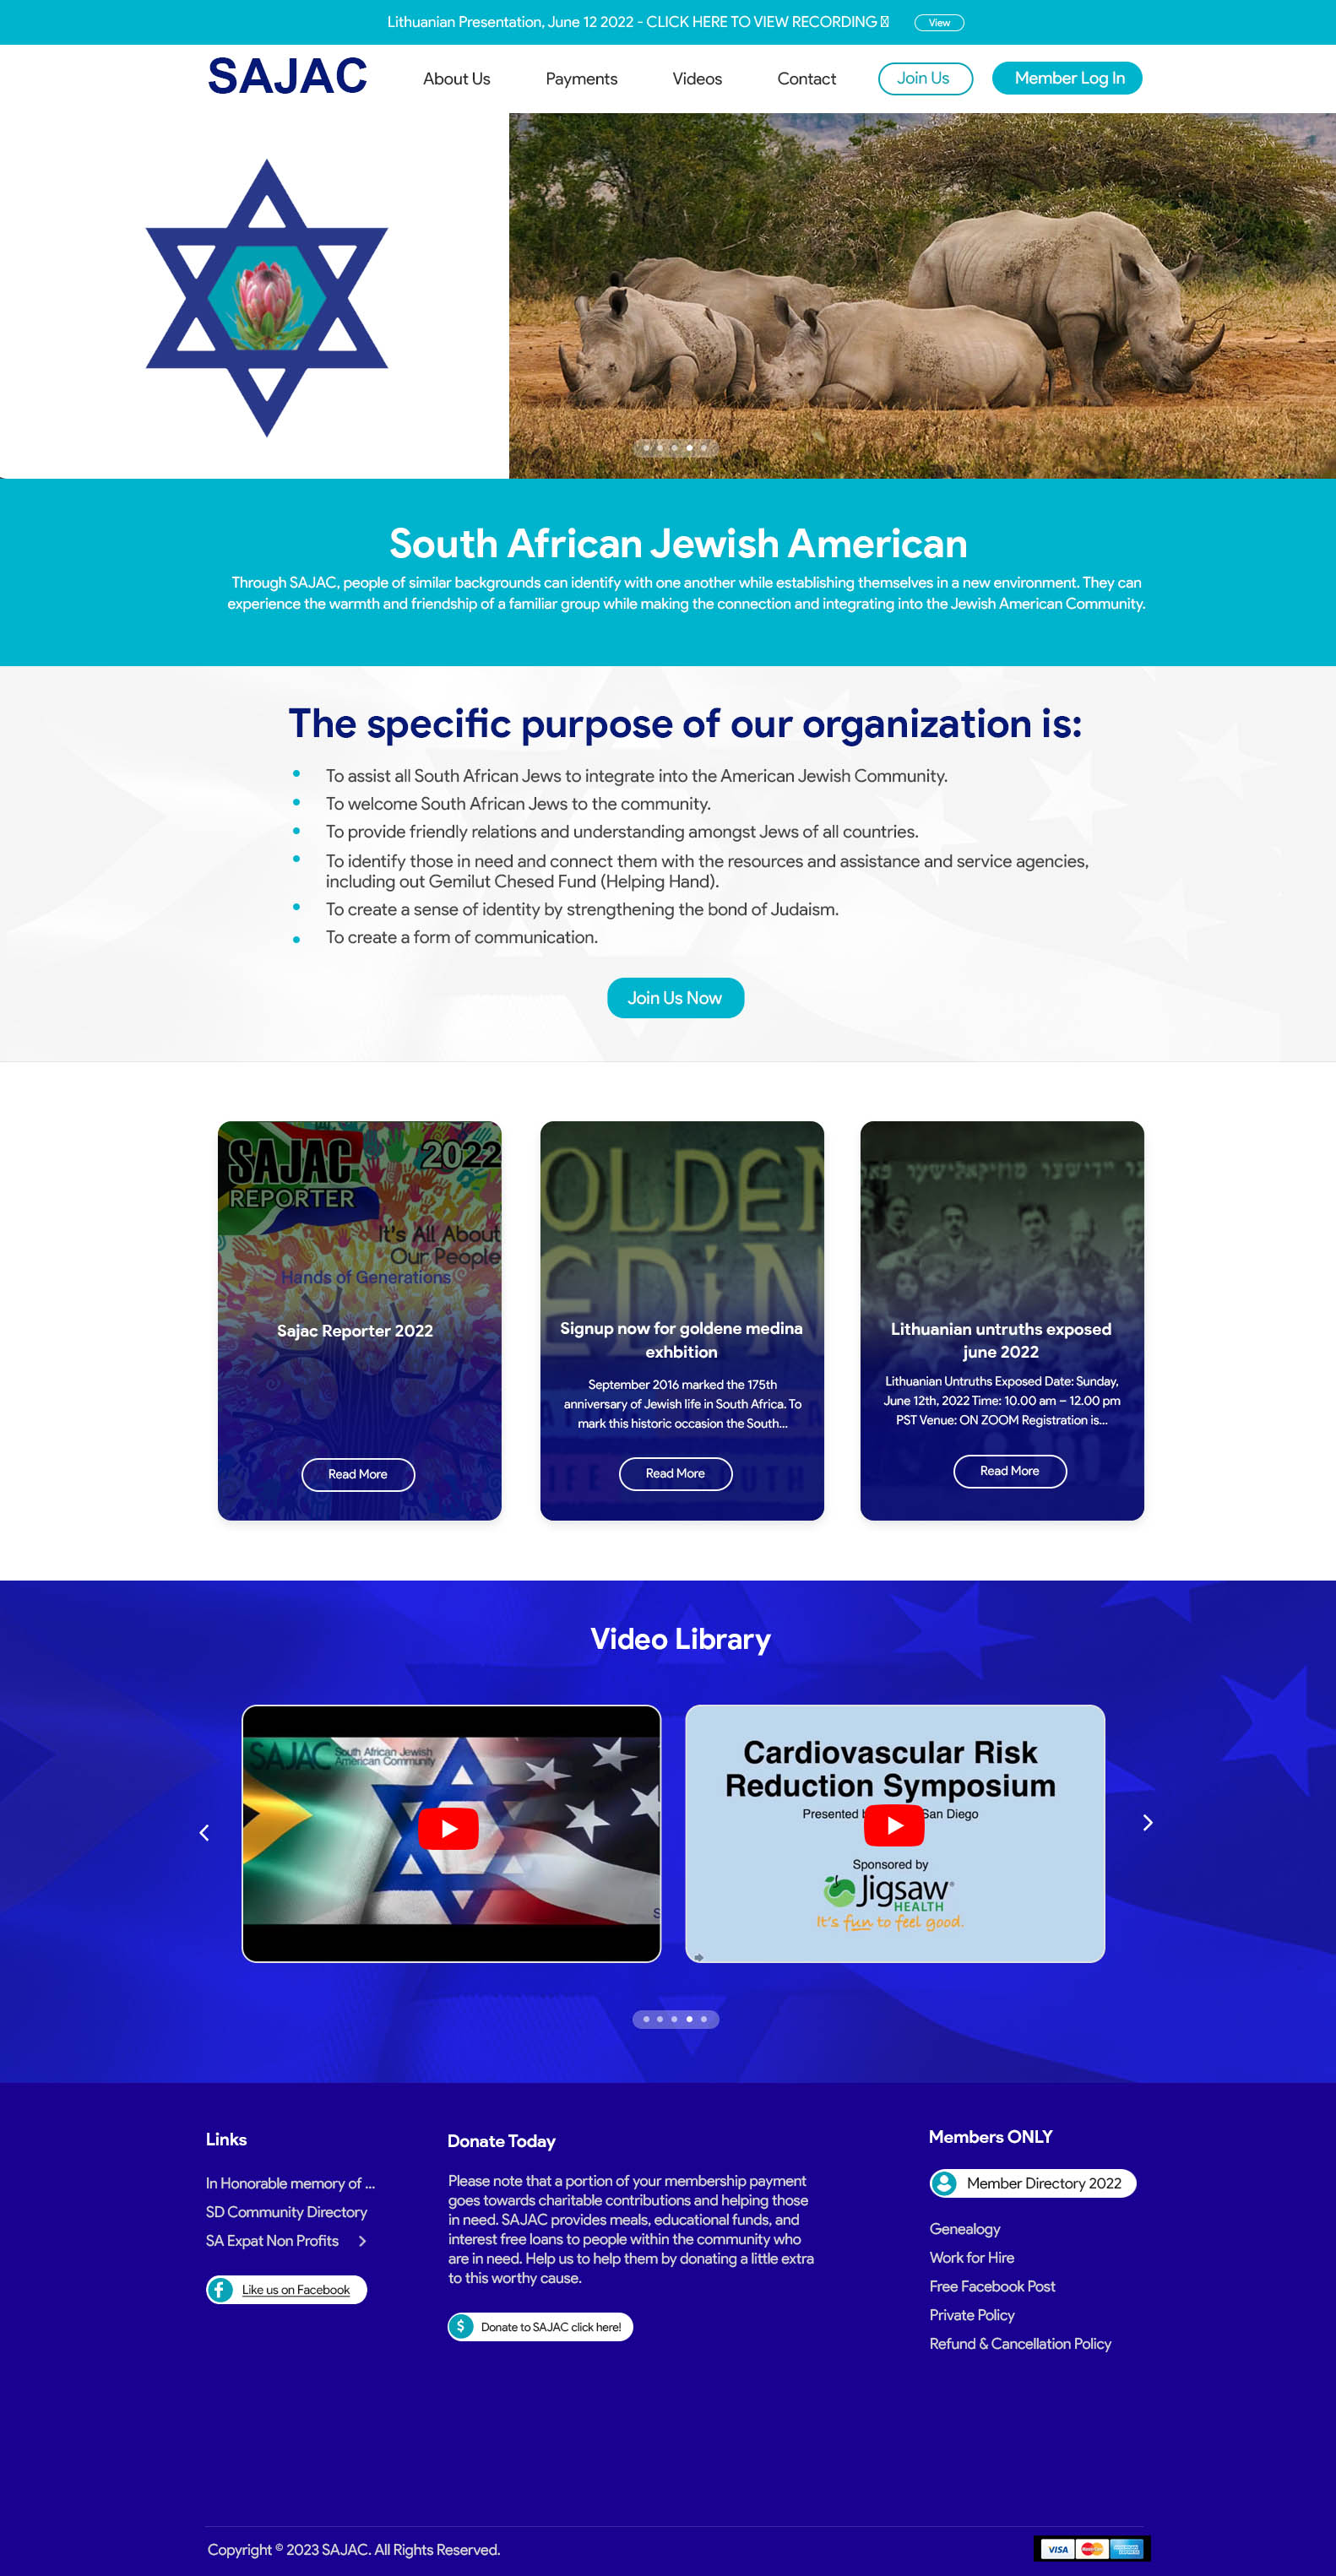 Lithuanian Presentation, June 12 2022 - CLICK HERE TO VIEW RECORDING
View
SAJAC
About Us
Payments
Videos
Contact
Join Us
Member Log In
South African Jewish American
Through SAJAC, people of similar backgrounds can identify with one another while establishing themselves in a new environment. They can
experience the warmth and friendship of a familiar group while making the connection and integrating into the Jewish American Community.
The specific purpose of our organization is:
To assist all South African Jews to integrate into the American Jewish Community.
To welcome South African Jews to the community.
To provide friendly relations and understanding amongst Jews of all countries.
To identify those in need and connect them with the resources and assistance and service agencies,
including out Gemilut Chesed Fund (Helping Hand).
To create a sense of identity by strengthening the bond of Judaism.
To create a form of communication.
Join Us Now
SAJAC 2022
REPORTER
It's All About
Our People
Hands of Generations
Sajac Reporter 2022
Read More
Signup now for goldene medina
exhbition
September 2016 marked the 175th
anniversary of Jewish life in South Africa. To
mark this historic occasion the South...
Read More
Lithuanian untruths exposed
june 2022
Lithuanian Untruths Exposed Date: Sunday,
June 12th, 2022 Time: 10.00 am – 12.00 pm
PST Venue: ON ZOOM Registration is...
Read More
Video Library
SAJAC South African Jewish
American Community
Cardiovascular Risk
Reduction Symposium
Presented San Diego
Sponsored by
Jigsaw
HEALTH
It's fun to feel good.
Links
In Honorable memory of ...
SD Community Directory
SA Expat Non Profits
Like us on Facebook
Donate Today
Please note that a portion of your membership payment
goes towards charitable contributions and helping those
in need. SAJAC provides meals, educational funds, and
interest free loans to people within the community who
are in need. Help us to help them by donating a little extra
to this worthy cause.
Donate to SAJAC click here!
Members ONLY
Member Directory 2022
Genealogy
Work for Hire
Free Facebook Post
Private Policy
Refund & Cancellation Policy
Copyright © 2023 SAJAC. All Rights Reserved.
VISA